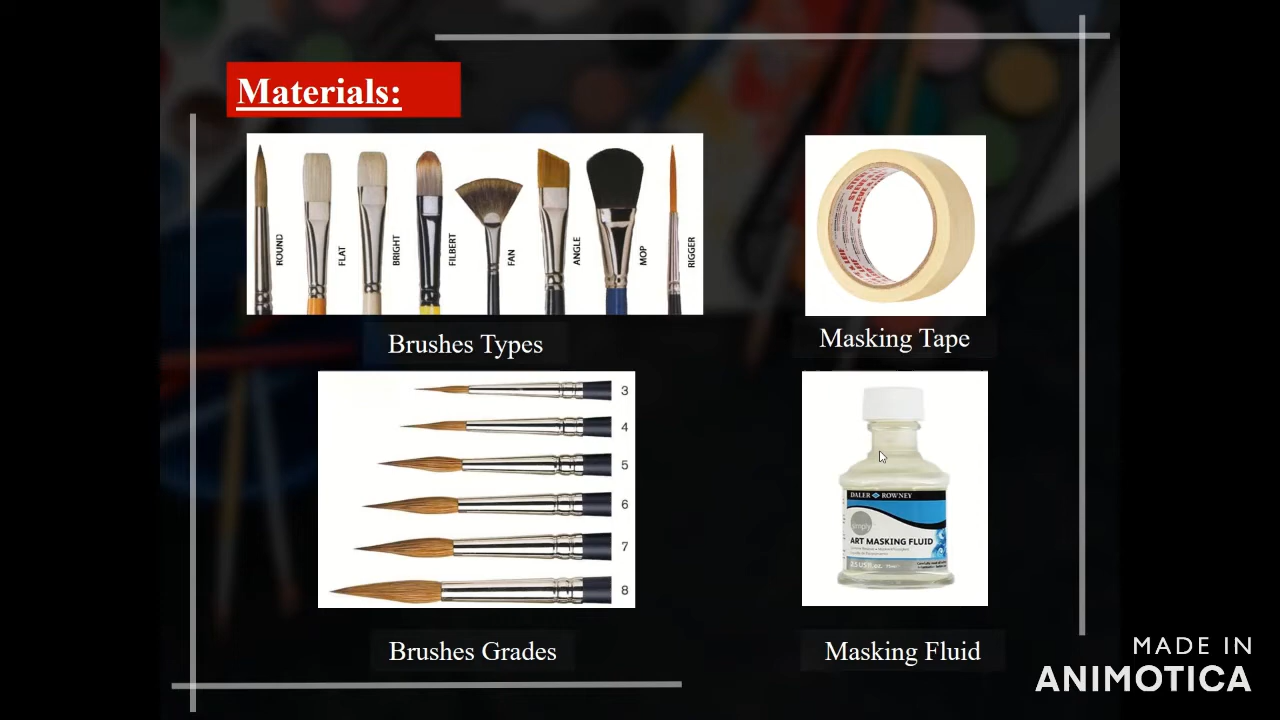 Materials:
ROUND
FLAT
BRIGHT
FILBERT
FAN
ANGLE
MOP
RIGGER
Brushes Types
Masking Tape
3
4
5
6
7
8
DALER ROWNEY
simply
ART MASKING FLUID
Brushes Grades
Masking Fluid
MADE IN
ANIMOTICA